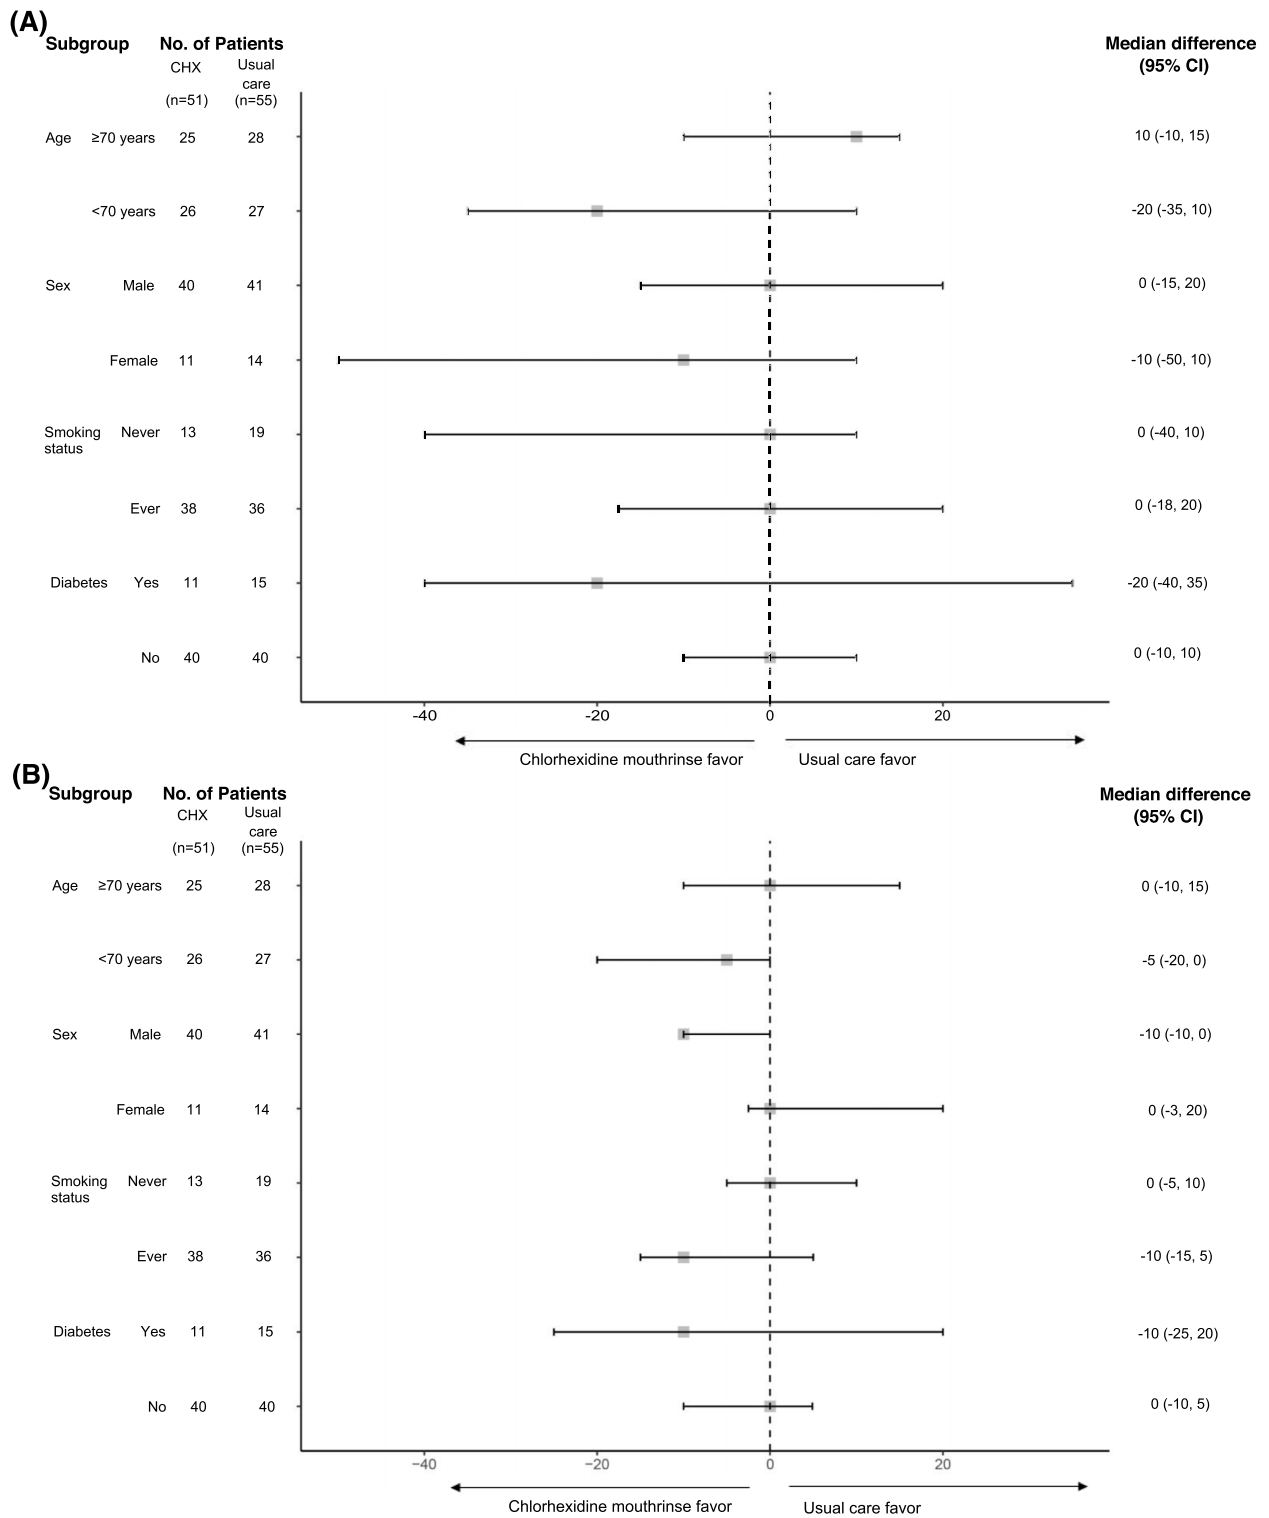 (A)
Subgroup No. of Patients Median difference
(95% CI)
CHX Usual
care
(n=51) (n=55)
Age ≥70 years 25 28 10 (-10, 15)
<70 years 26 27 -20 (-35, 10)
Sex Male 40 41 0 (-15, 20)
Female 11 14 -10 (-50, 10)
Smoking Never 13 19 0 (-40, 10)
status
Ever 38 36 0 (-18, 20)
Diabetes Yes 11 15 -20 (-40, 35)
No 40 40 0 (-10, 10)
-40 -20 0 20
Chlorhexidine mouthrinse favor Usual care favor
(B)
Subgroup No. of Patients Median difference
(95% CI)
CHX Usual
care
(n=51) (n=55)
Age ≥70 years 25 28 0 (-10, 15)
<70 years 26 27 -5 (-20, 0)
Sex Male 40 41 -10 (-10, 0)
Female 11 14 0 (-3, 20)
Smoking Never 13 19 0 (-5, 10)
status
Ever 38 36 -10 (-15, 5)
Diabetes Yes 11 15 -10 (-25, 20)
No 40 40 0 (-10, 5)
−40 −20 0 20
Chlorhexidine mouthrinse favor Usual care favor